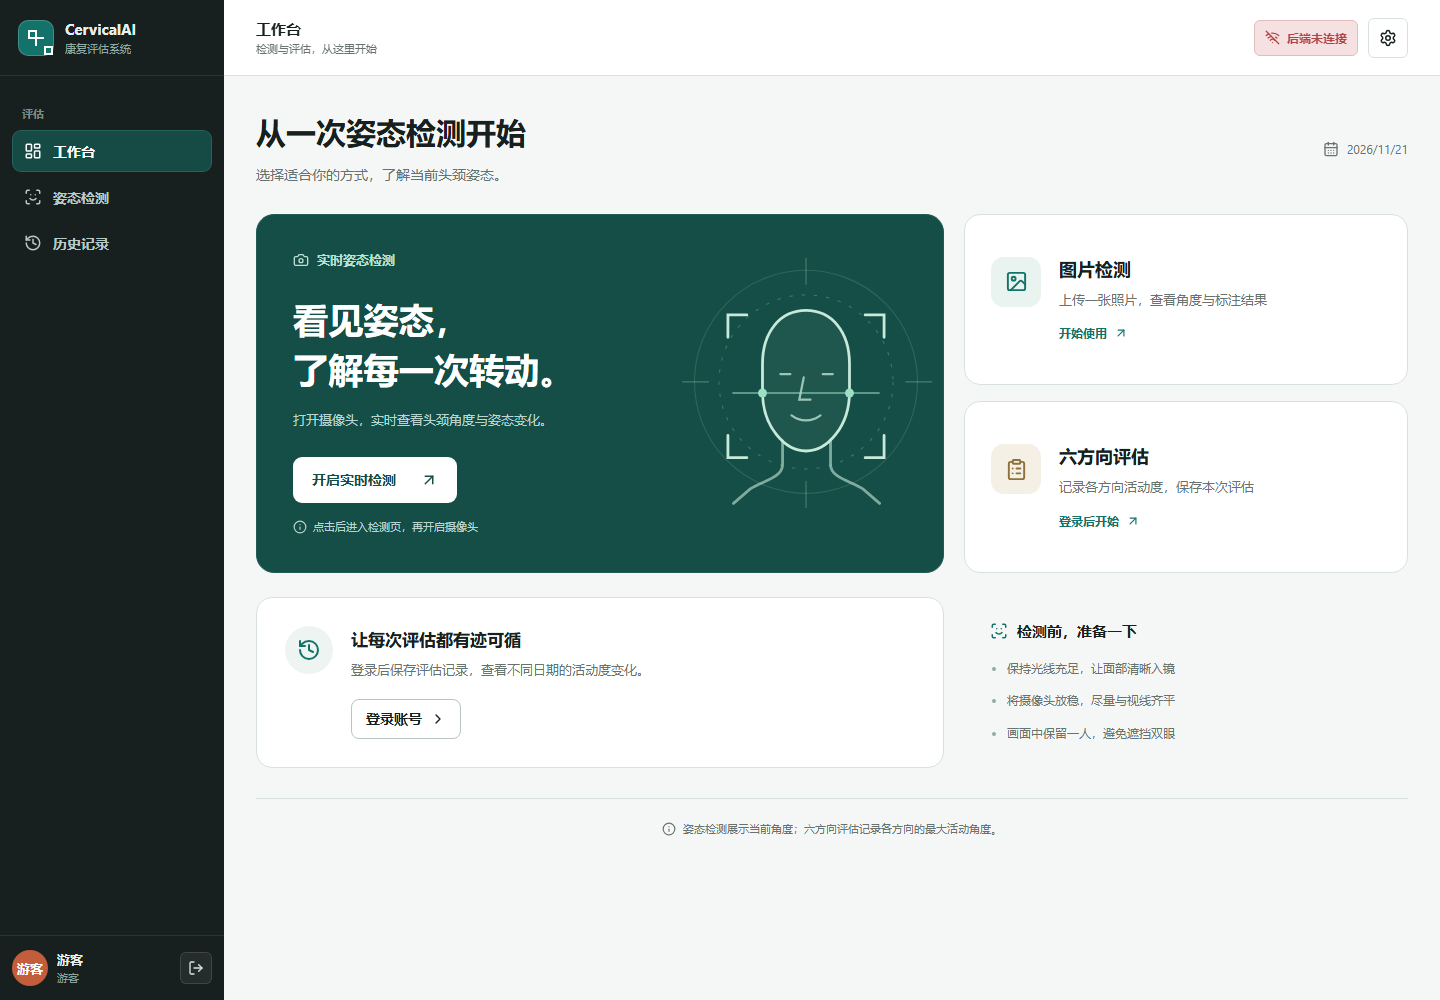 CervicalAI
康复评估系统
评估
工作台
姿态检测
历史记录
游客
游客
游客
工作台
检测与评估，从这里开始
后端未连接
从一次姿态检测开始
选择适合你的方式，了解当前头颈姿态。
2026/11/21
实时姿态检测
看见姿态，
了解每一次转动。
打开摄像头，实时查看头颈角度与姿态变化。
开启实时检测
点击后进入检测页，再开启摄像头
图片检测
上传一张照片，查看角度与标注结果
开始使用
六方向评估
记录各方向活动度，保存本次评估
登录后开始
让每次评估都有迹可循
登录后保存评估记录，查看不同日期的活动度变化。
登录账号
检测前，准备一下
保持光线充足，让面部清晰入镜
将摄像头放稳，尽量与视线齐平
画面中保留一人，避免遮挡双眼
姿态检测展示当前角度；六方向评估记录各方向的最大活动角度。